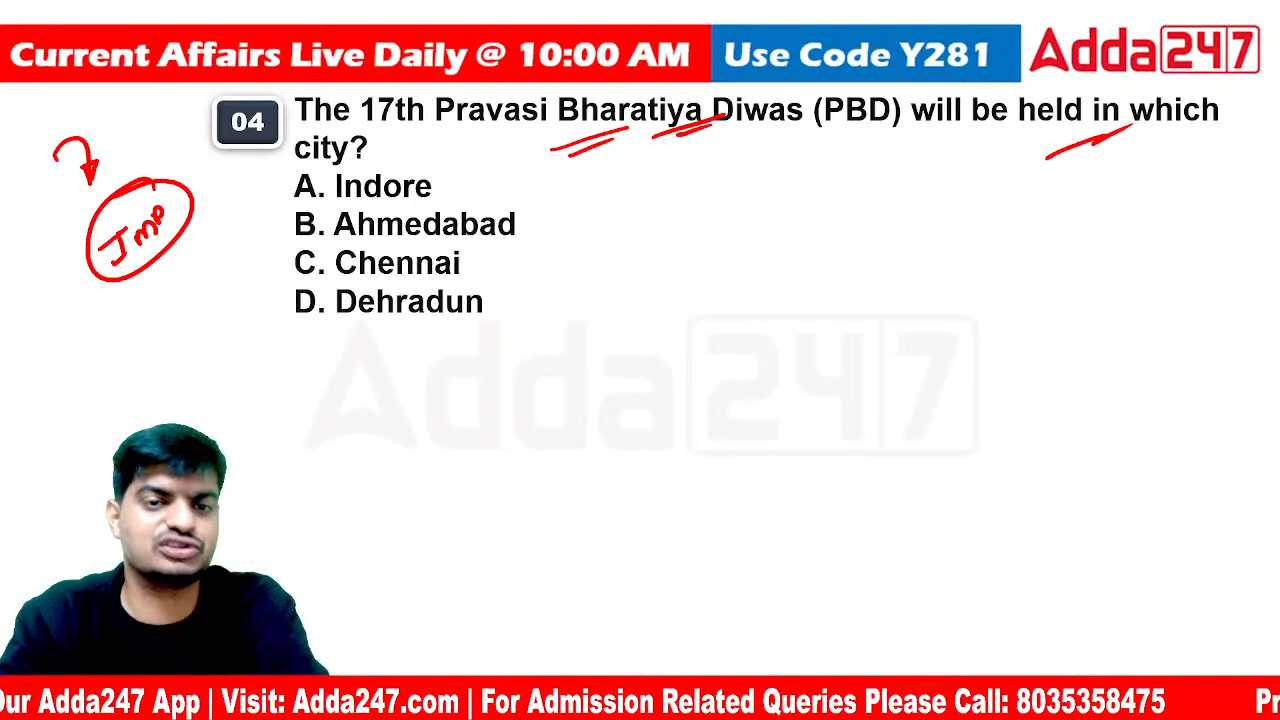 Current Affairs Live Daily @ 10:00 AM
Use Code Y281
Adda247
04
The 17th Pravasi Bharatiya Diwas (PBD) will be held in which
city?
A. Indore
B. Ahmedabad
C. Chennai
D. Dehradun
Imp
Adda247
Our Adda247 App | Visit: Adda247.com | For Admission Related Queries Please Call: 8035358475 Pr